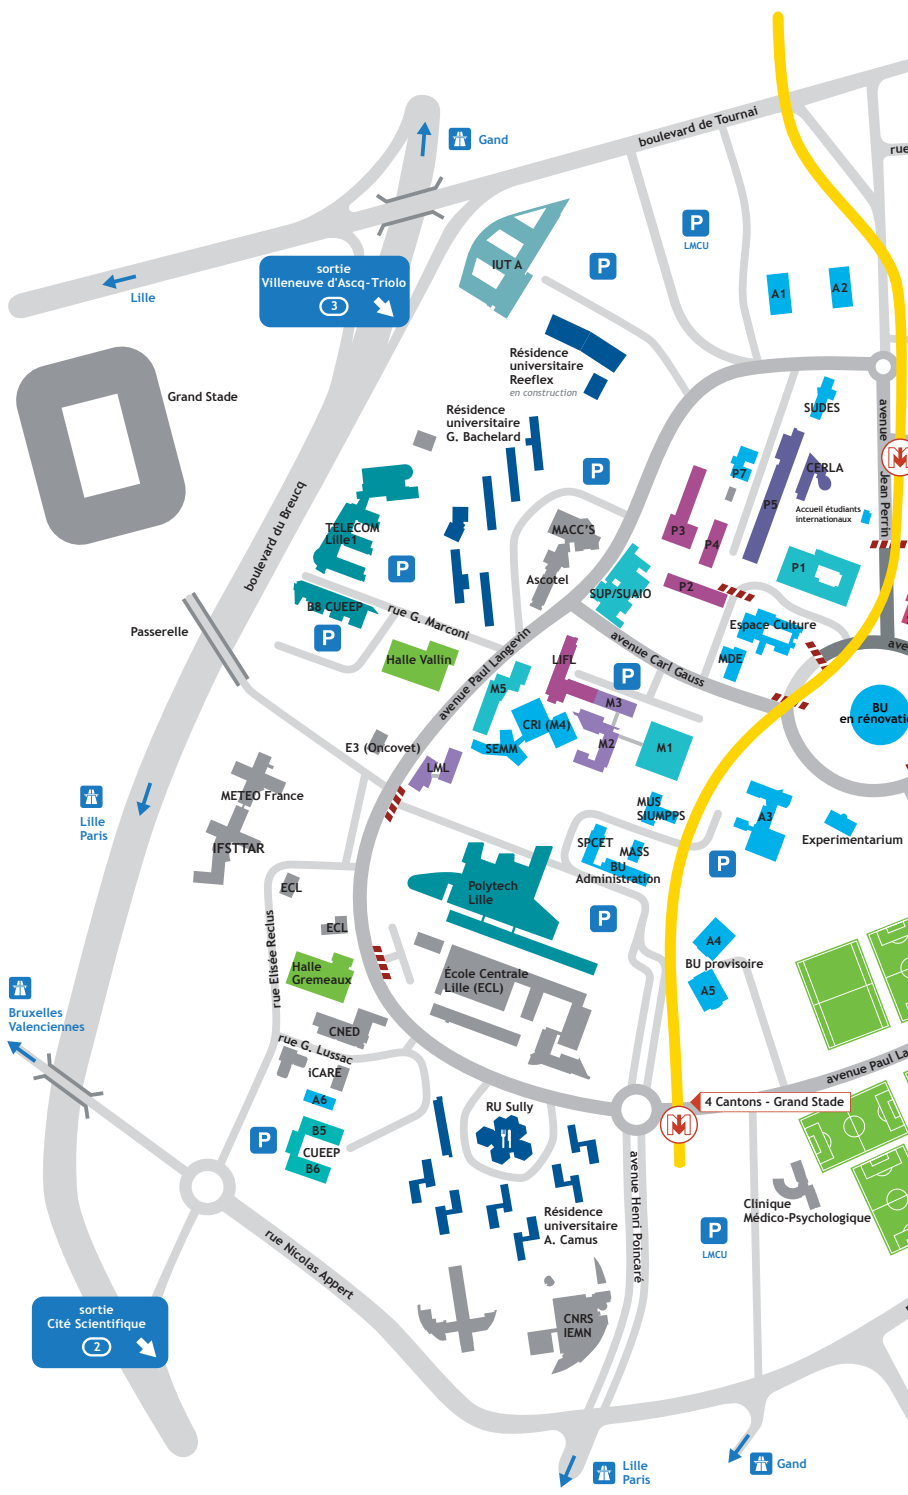 boulevard de Tournai
rue
Gand
P
LMCU
IUT A
P
sortie
Villeneuve d'Ascq-Triolo
3
Lille
A1
A2
Résidence
universitaire
Reeflex
en construction
Grand Stade
SUDES
avenue Jean Perrin
Résidence
universitaire
G. Bachelard
P
P7
CERLA
P5
M
Accueil étudiants
internationaux
boulevard du Breucq
TELECOM
Lille1
MACC'S
P3
P4
P
Ascotel
SUP/SUAIO
P2
P1
B8 CUEEP
rue G. Marconi
Passerelle
P
Espace Culture
avenue Carl Gauss
ave
Halle Vallin
avenue Paul Langevin
LIFL
P
MDE
M5
M3
BU
en rénovatio
CRI (M4)
E3 (Oncovet)
SEMM
M2
M1
LML
METEO France
Lille
Paris
MUS
SIUMPPS
A3
Experimentarium
IFSTTAR
SPCET
MASS
BU
Administration
P
ECL
Polytech
Lille
P
ECL
A4
rue Elisée Reclus
BU provisoire
Halle
Gremeaux
École Centrale
Lille (ECL)
A5
Bruxelles
Valenciennes
CNED
rue G. Lussac
iCARE
avenue Paul La
A6
4 Cantons - Grand Stade
RU Sully
M
B5
P
CUEEP
B6
avenue Henri Poincaré
Clinique
Médico-Psychologique
Résidence
universitaire
A. Camus
P
LMCU
rue Nicolas Appert
sortie
Cité Scientifique
2
CNRS
IEMN
Lille
Paris
Gand